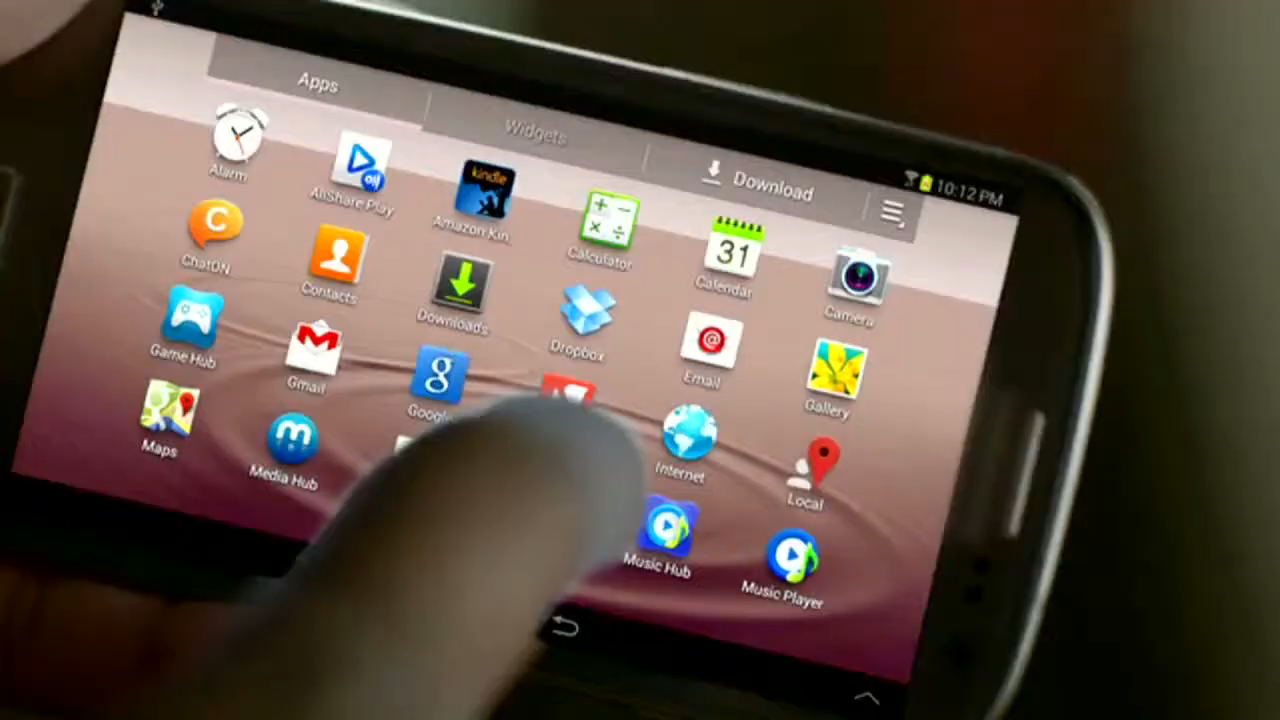 Apps
Widgets
Download
10:12 PM
Alarm
AllShare Play
kindle
Amazon Kin..
Calculator
31
Calendar
Camera
ChatON
Contacts
Downloads
Dropbox
@
Email
Gallery
Game Hub
Gmail
g
Google
Internet
Local
Maps
m
Media Hub
Music Hub
Music Player